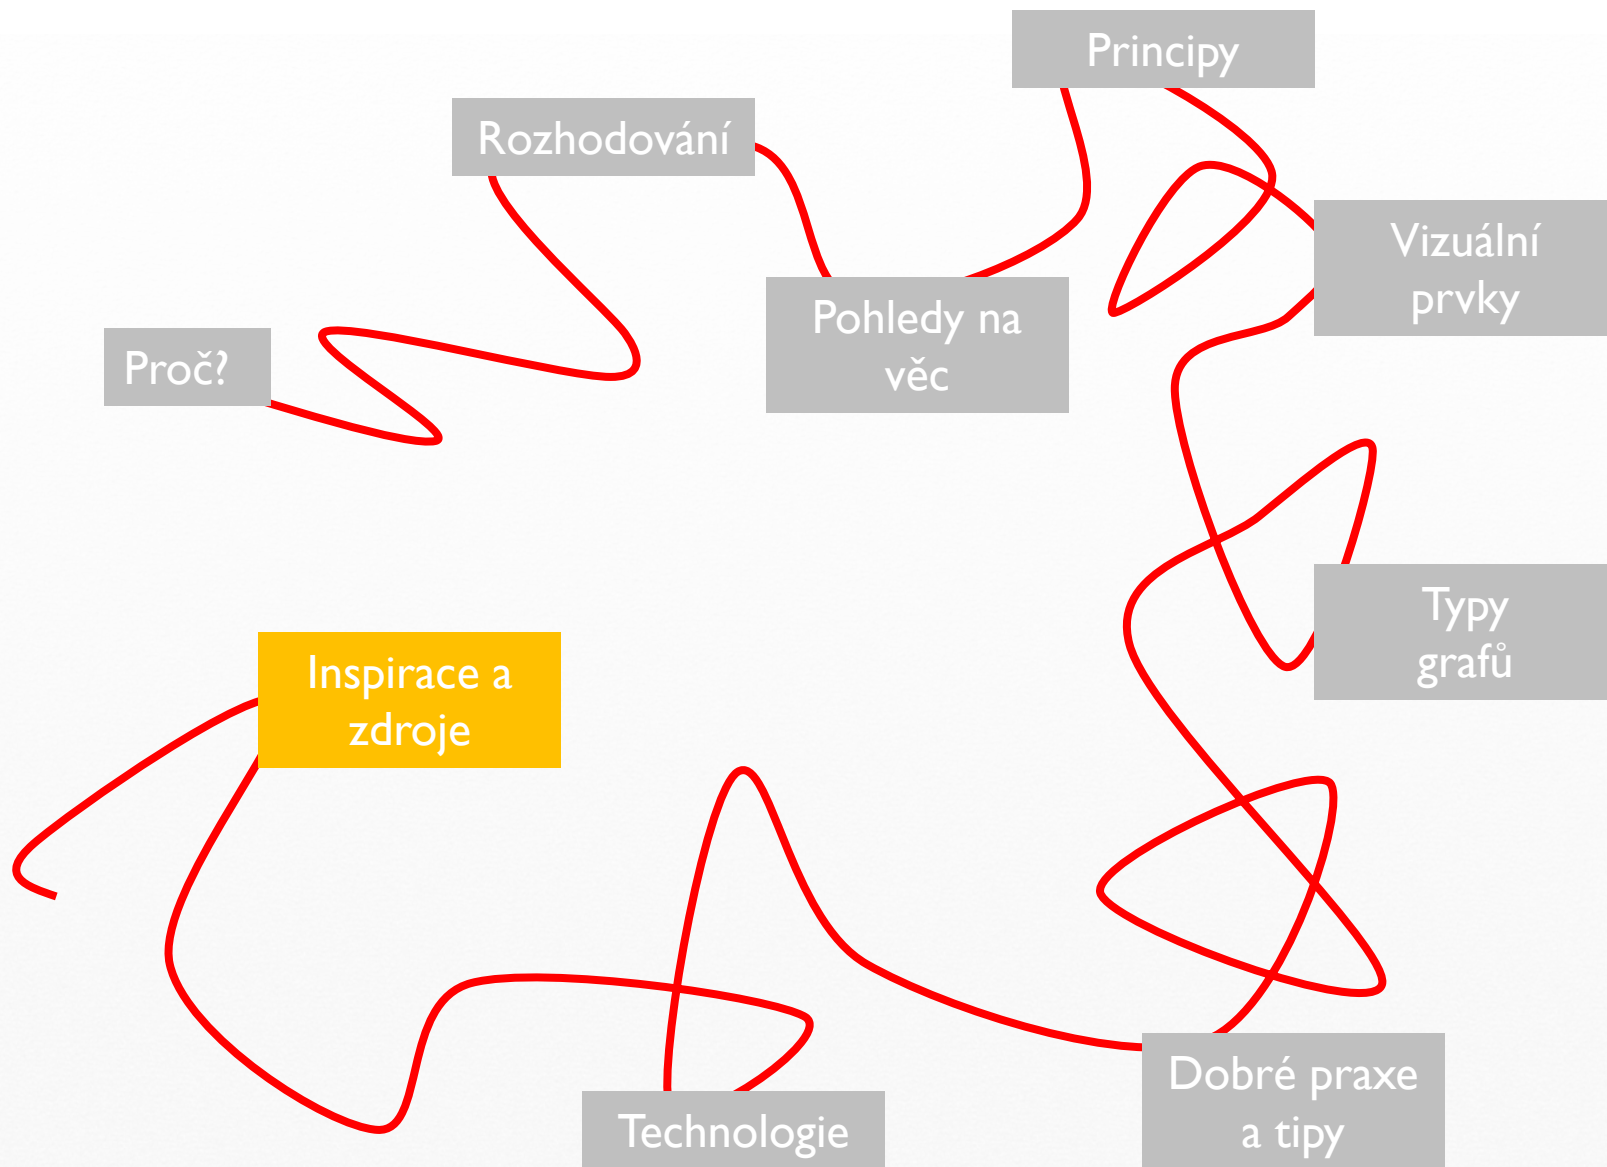 Principy
Rozhodování
Vizuální
prvky
Pohledy na
věc
Proč?
Typy
grafů
Inspirace a
zdroje
Dobré praxe
a tipy
Technologie